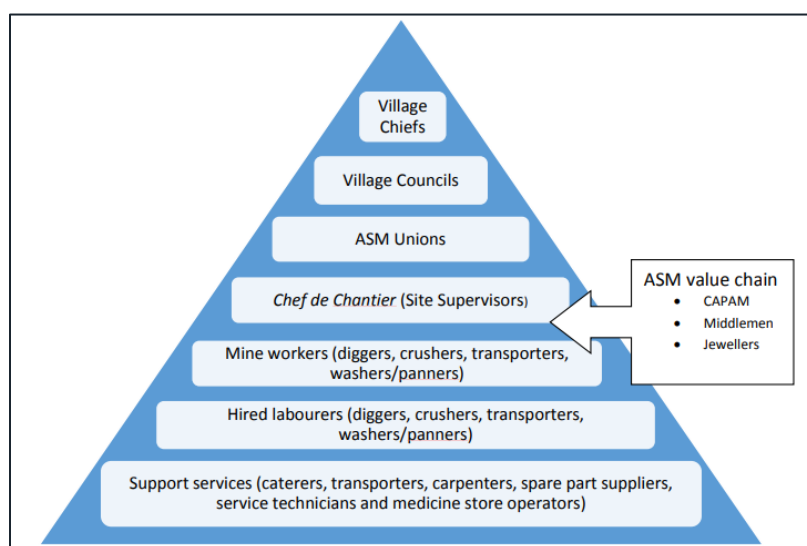 Village
Chiefs
Village Councils
ASM Unions
Chef de Chantier (Site Supervisors)
ASM value chain
• CAPAM
• Middlemen
• Jewellers
Mine workers (diggers, crushers, transporters,
washers/panners)
Hired labourers (diggers, crushers, transporters,
washers/panners)
Support services (caterers, transporters, carpenters, spare part suppliers,
service technicians and medicine store operators)